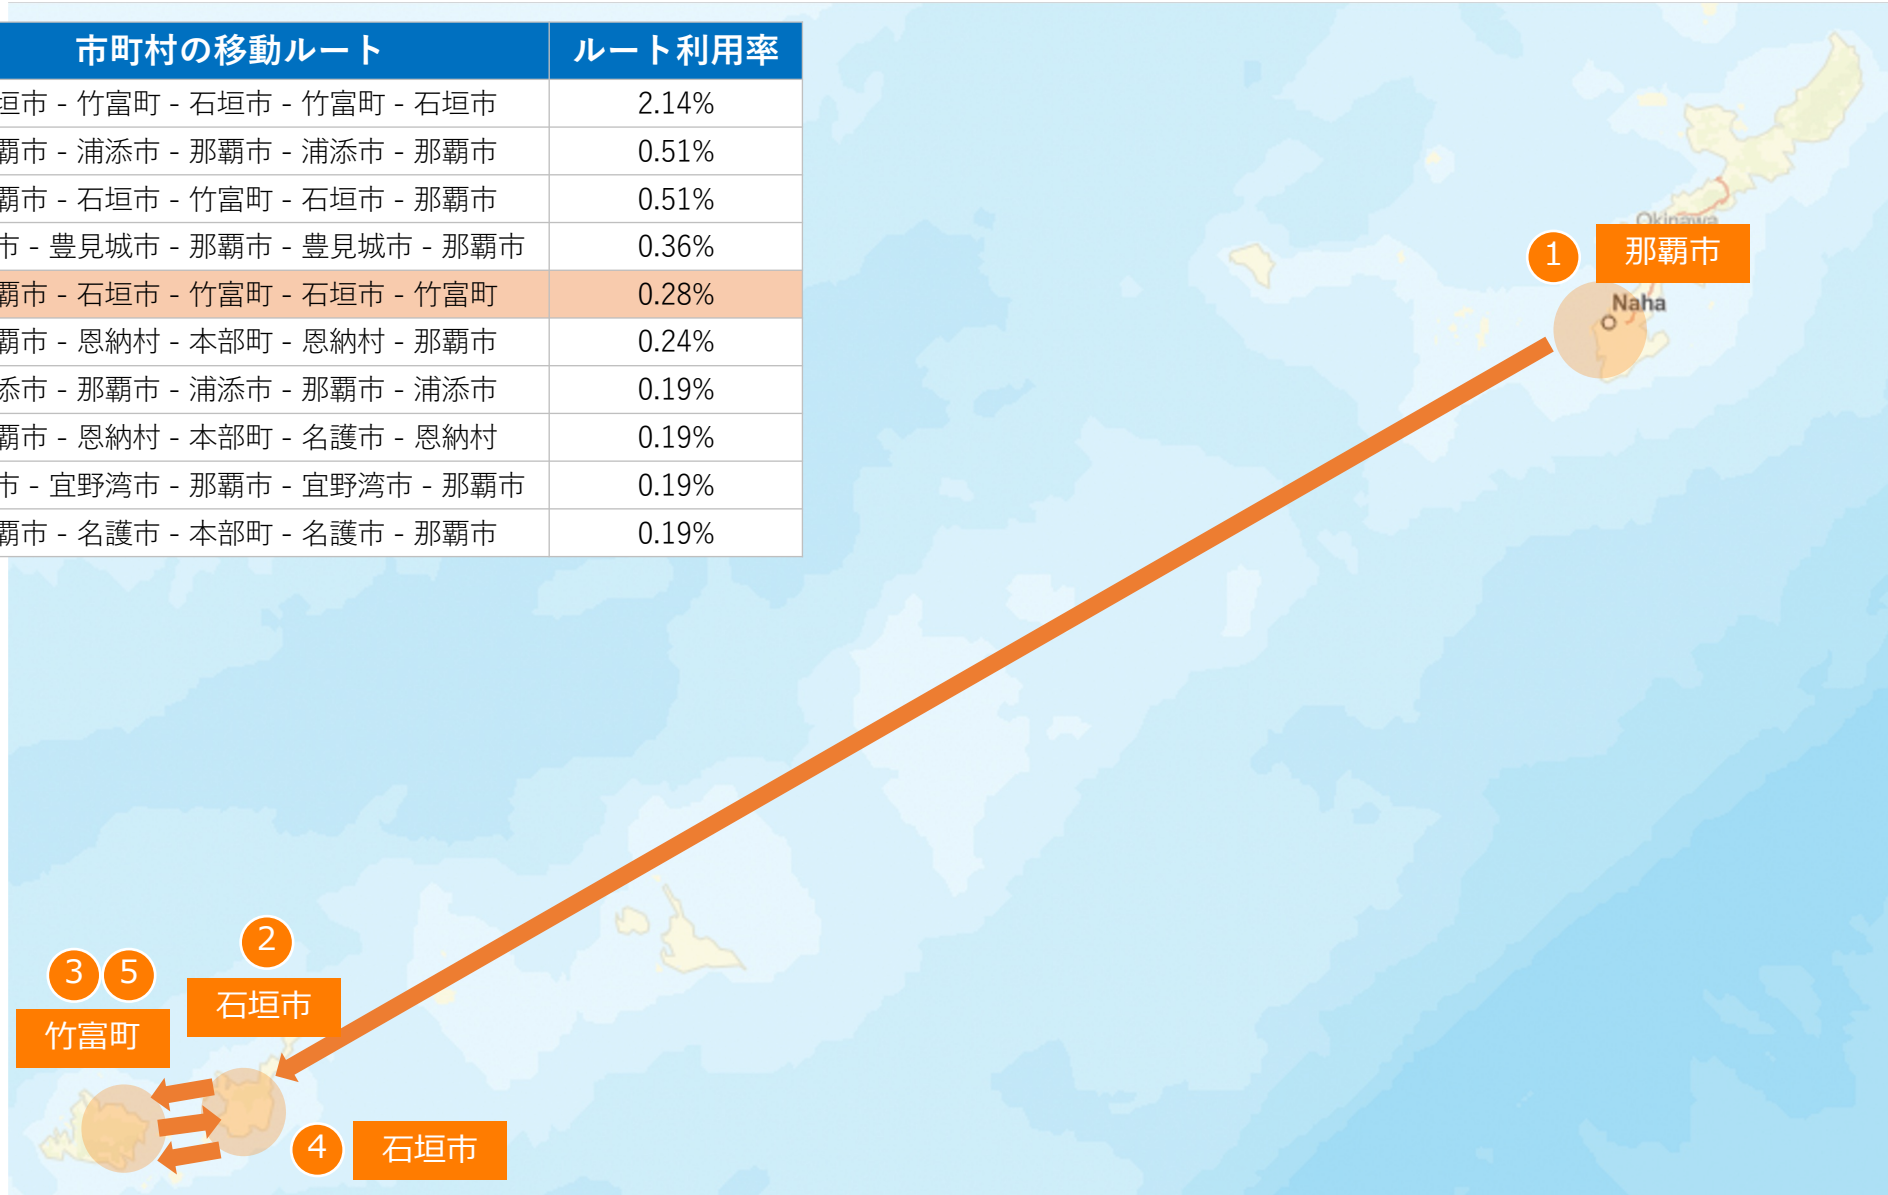 市町村の移動ルート ルート利用率
垣市 - 竹富町 - 石垣市 - 竹富町 - 石垣市 2.14%
覇市 - 浦添市 - 那覇市 - 浦添市 - 那覇市 0.51%
覇市 - 石垣市 - 竹富町 - 石垣市 - 那覇市 0.51%
市 - 豊見城市 - 那覇市 - 豊見城市 - 那覇市 0.36%
覇市 - 石垣市 - 竹富町 - 石垣市 - 竹富町 0.28%
覇市 - 恩納村 - 本部町 - 恩納村 - 那覇市 0.24%
添市 - 那覇市 - 浦添市 - 那覇市 - 浦添市 0.19%
覇市 - 恩納村 - 本部町 - 名護市 - 恩納村 0.19%
市 - 宜野湾市 - 那覇市 - 宜野湾市 - 那覇市 0.19%
覇市 - 名護市 - 本部町 - 名護市 - 那覇市 0.19%
Okinawa
1 那覇市
Naha
2
石垣市
3 5
竹富町
4 石垣市